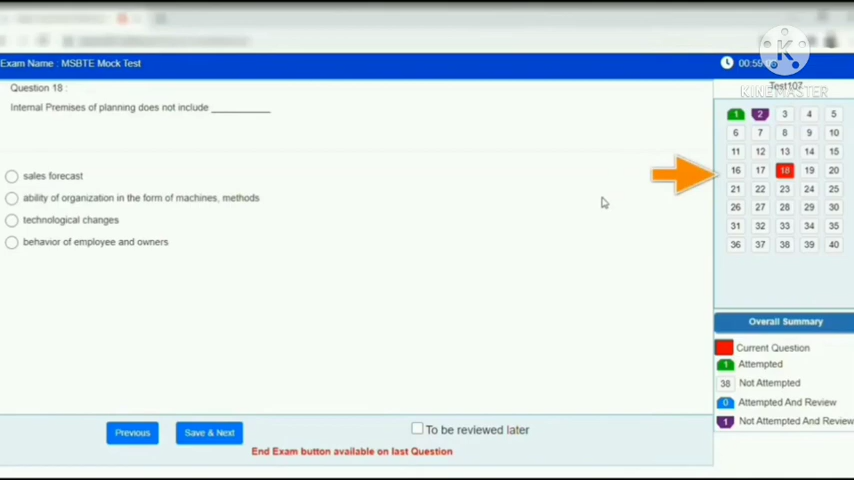 Exam Name : MSBTE Mock Test
00:59:
K
KINEMASTER
Test107
Question 18 :
Internal Premises of planning does not include ___________
sales forecast
ability of organization in the form of machines, methods
technological changes
behavior of employee and owners
1 2 3 4 5
6 7 8 9 10
11 12 13 14 15
16 17 18 19 20
21 22 23 24 25
26 27 28 29 30
31 32 33 34 35
36 37 38 39 40
Overall Summary
Current Question
1 Attempted
38 Not Attempted
0 Attempted And Review
1 Not Attempted And Review
Previous
Save & Next
To be reviewed later
End Exam button available on last Question